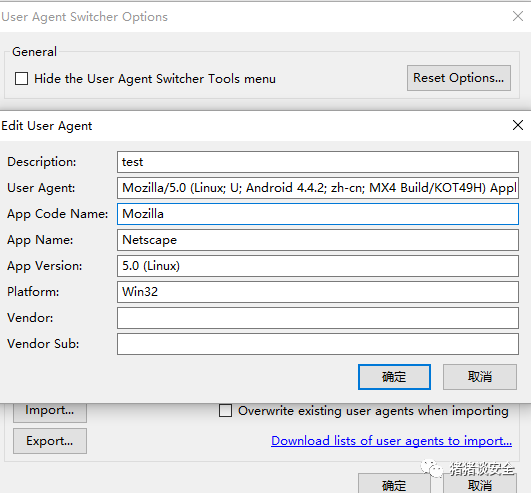 User Agent Switcher Options
General
Hide the User Agent Switcher Tools menu
Reset Options...
Edit User Agent
Description: test
User Agent: Mozilla/5.0 (Linux; U; Android 4.4.2; zh-cn; MX4 Build/KOT49H) Appl
App Code Name: Mozilla
App Name: Netscape
App Version: 5.0 (Linux)
Platform: Win32
Vendor:
Vendor Sub:
确定 取消
Import... Overwrite existing user agents when importing
Export... Download lists of user agents to import...
猪猪谈安全
确定 取消